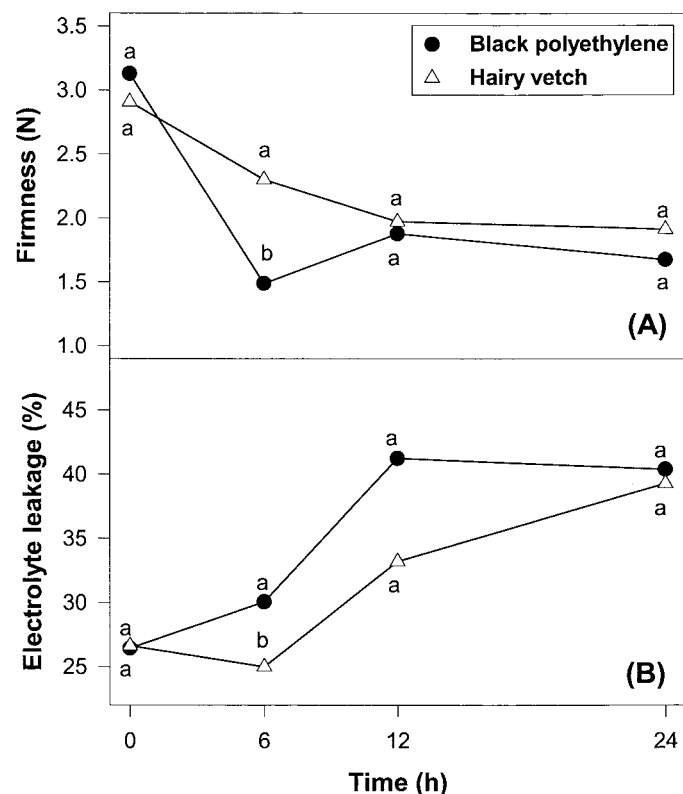 3.5
3.0
2.5
2.0
1.5
1.0
Firmness (N)
Black polyethylene
Hairy vetch
a
a
a
b
a
a
a
a
(A)
45
40
35
30
25
Electrolyte leakage (%)
a
a
a
b
a
a
a
a
(B)
0 6 12 24
Time (h)